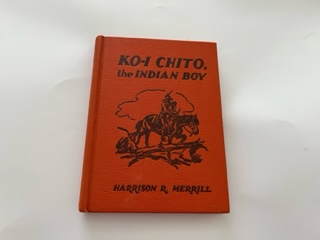 KO-I CHITO,
the INDIAN BOY
HARRISON R. MERRILL